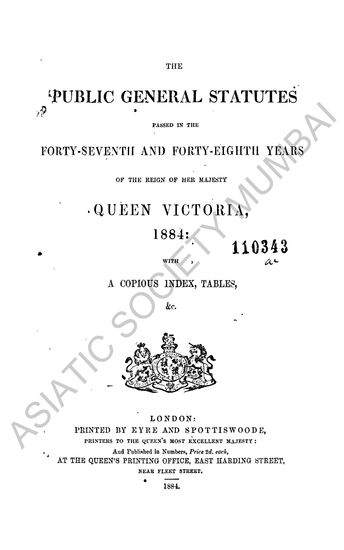 THE
PUBLIC GENERAL STATUTES
PASSED IN THE
FORTY-SEVENTH AND FORTY-EIGHTH YEARS
OF THE REIGN OF HER MAJESTY
QUEEN VICTORIA,
1884:
110343
WITH
A COPIOUS INDEX, TABLES,
&c.
LONDON:
PRINTED BY EYRE AND SPOTTISWOODE,
PRINTERS TO THE QUEEN'S MOST EXCELLENT MAJESTY:
And Published in Numbers, Price 2d. each,
AT THE QUEEN'S PRINTING OFFICE, EAST HARDING STREET,
NEAR FLEET STREET.
1884.
ASIATIC SOCIETY MUMBAI